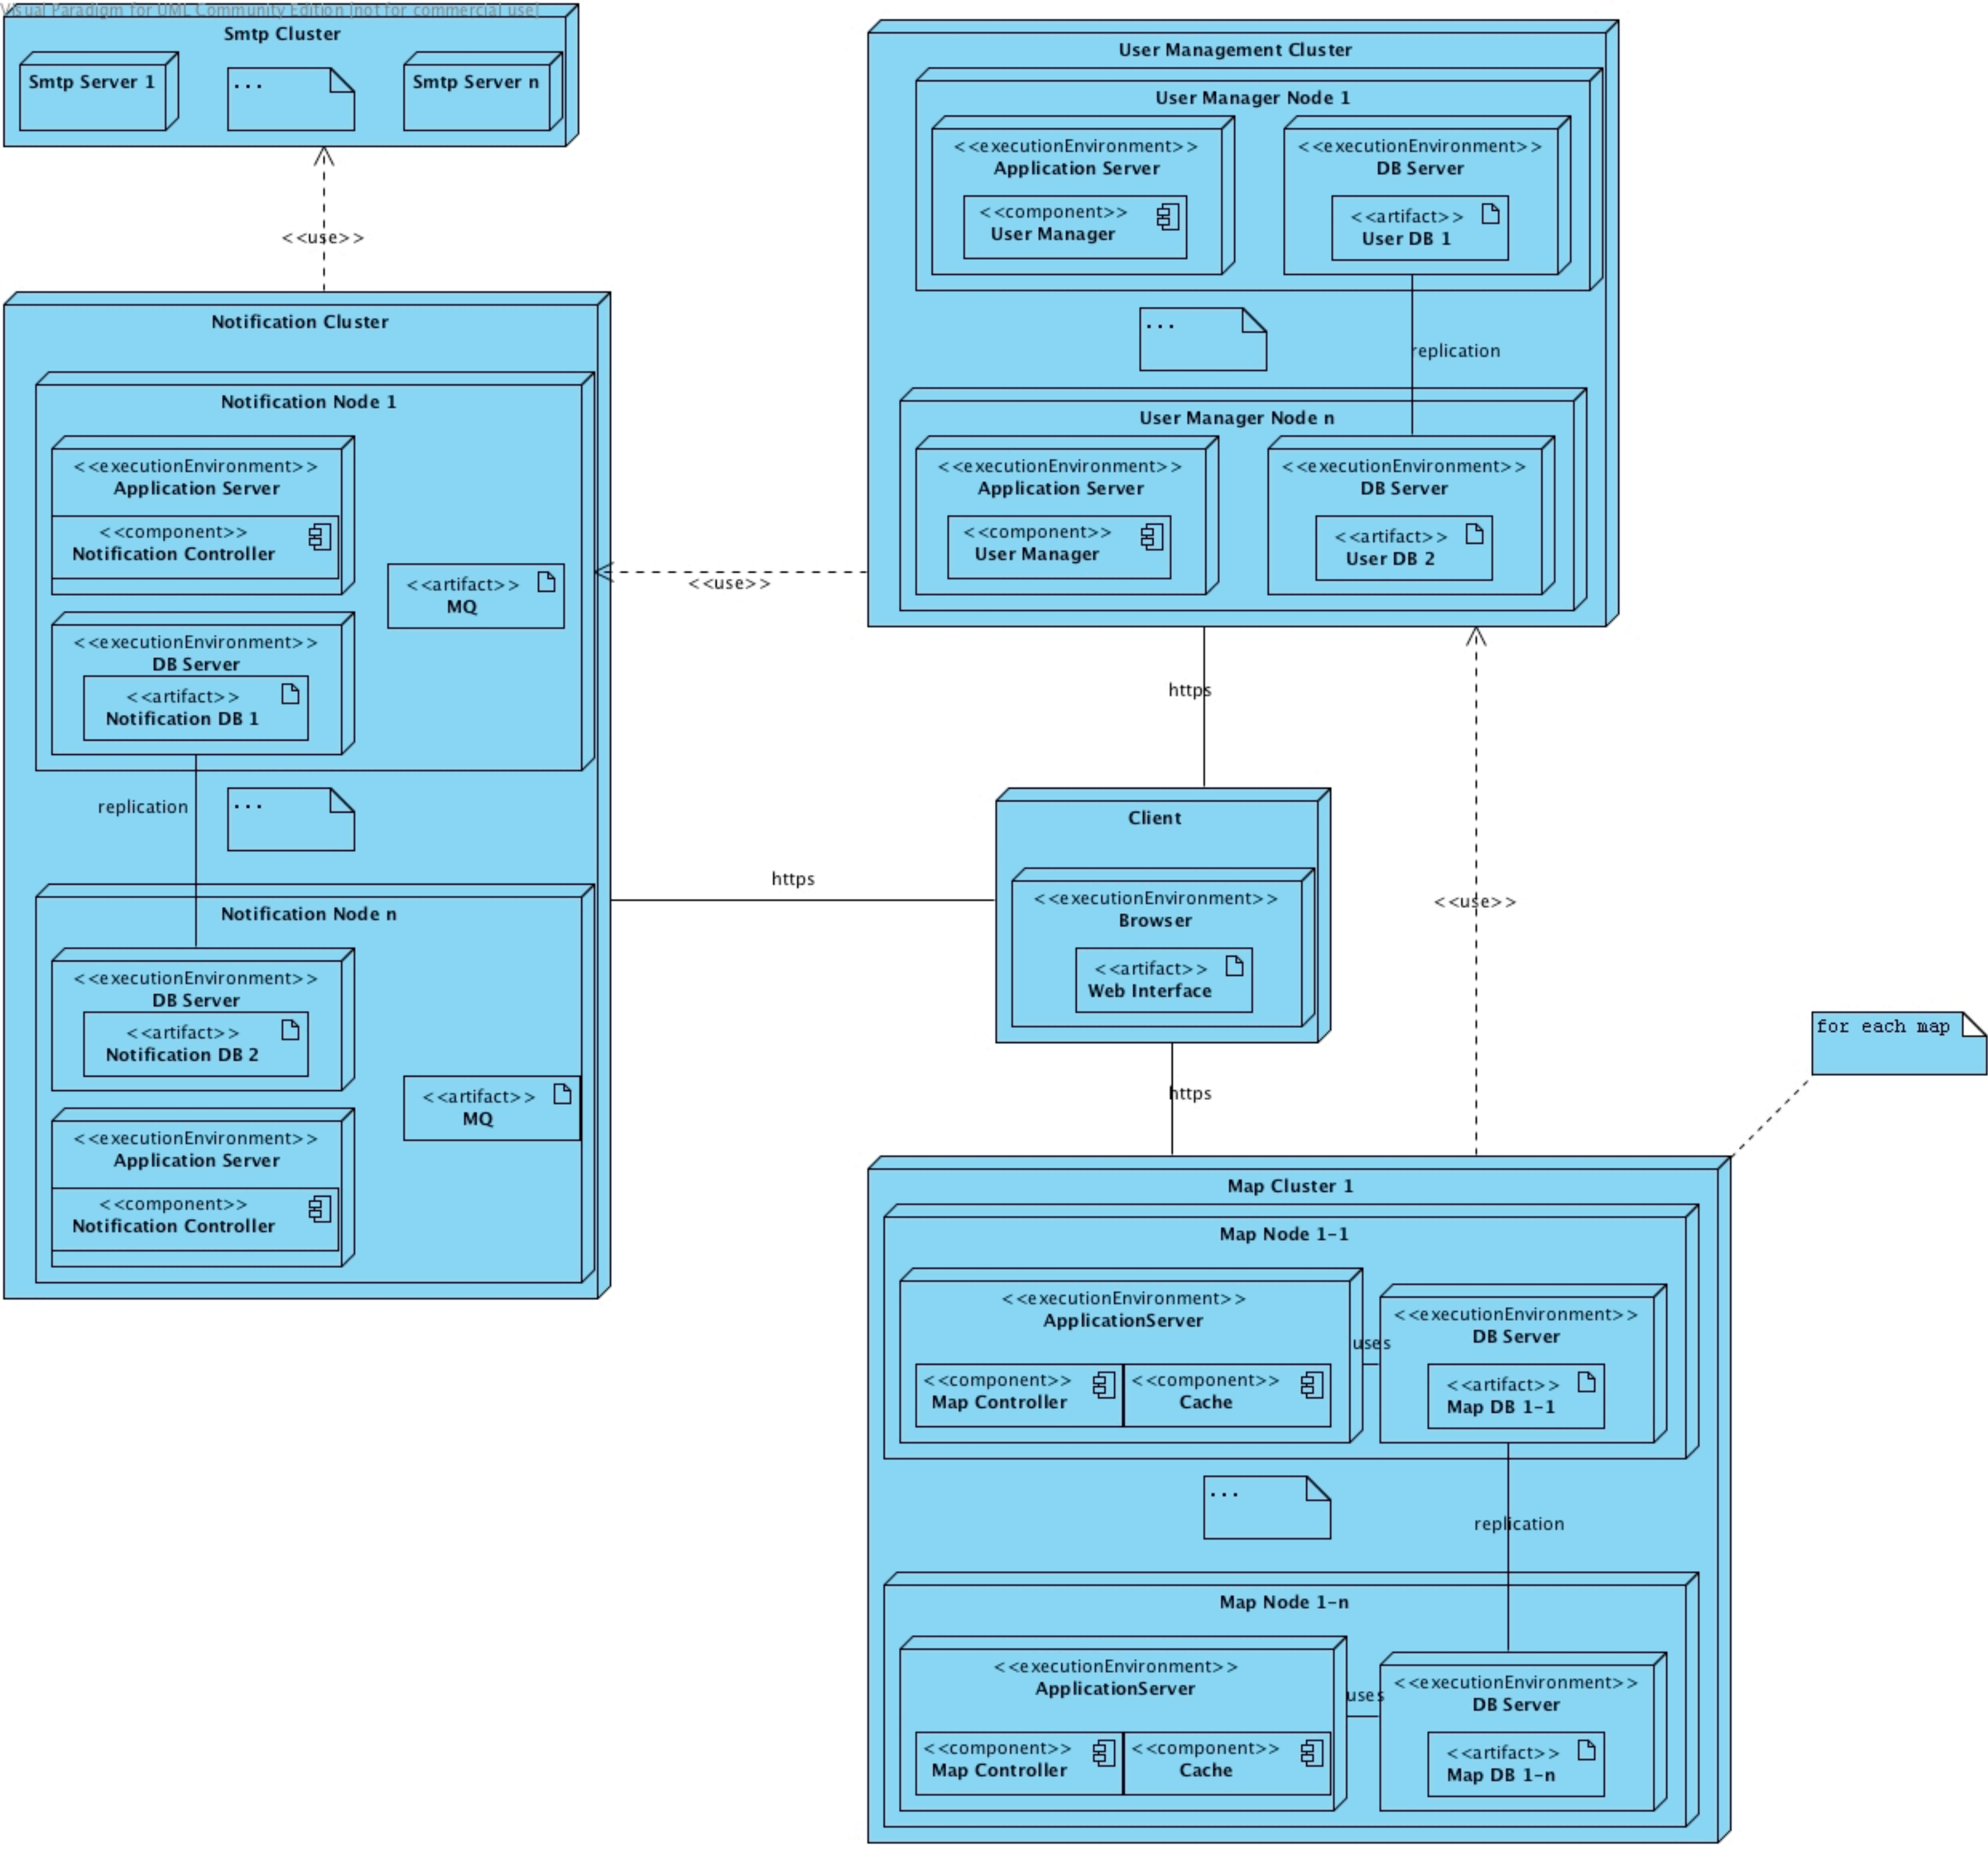 Visual Paradigm for UML Community Edition [not for commercial use]
Smtp Cluster
Smtp Server 1
...
Smtp Server n
<<use>>
Notification Cluster
Notification Node 1
<<executionEnvironment>>
Application Server
<<component>>
Notification Controller
<<artifact>>
MQ
<<executionEnvironment>>
DB Server
<<artifact>>
Notification DB 1
replication
...
Notification Node n
<<executionEnvironment>>
DB Server
<<artifact>>
Notification DB 2
<<artifact>>
MQ
<<executionEnvironment>>
Application Server
<<component>>
Notification Controller
User Management Cluster
User Manager Node 1
<<executionEnvironment>>
Application Server
<<component>>
User Manager
<<executionEnvironment>>
DB Server
<<artifact>>
User DB 1
...
replication
User Manager Node n
<<executionEnvironment>>
Application Server
<<component>>
User Manager
<<executionEnvironment>>
DB Server
<<artifact>>
User DB 2
<<use>>
https
https
Client
<<executionEnvironment>>
Browser
<<artifact>>
Web Interface
<<use>>
https
for each map
Map Cluster 1
Map Node 1-1
<<executionEnvironment>>
ApplicationServer
<<component>>
Map Controller
<<component>>
Cache
uses
<<executionEnvironment>>
DB Server
<<artifact>>
Map DB 1-1
...
replication
Map Node 1-n
<<executionEnvironment>>
ApplicationServer
<<component>>
Map Controller
<<component>>
Cache
uses
<<executionEnvironment>>
DB Server
<<artifact>>
Map DB 1-n